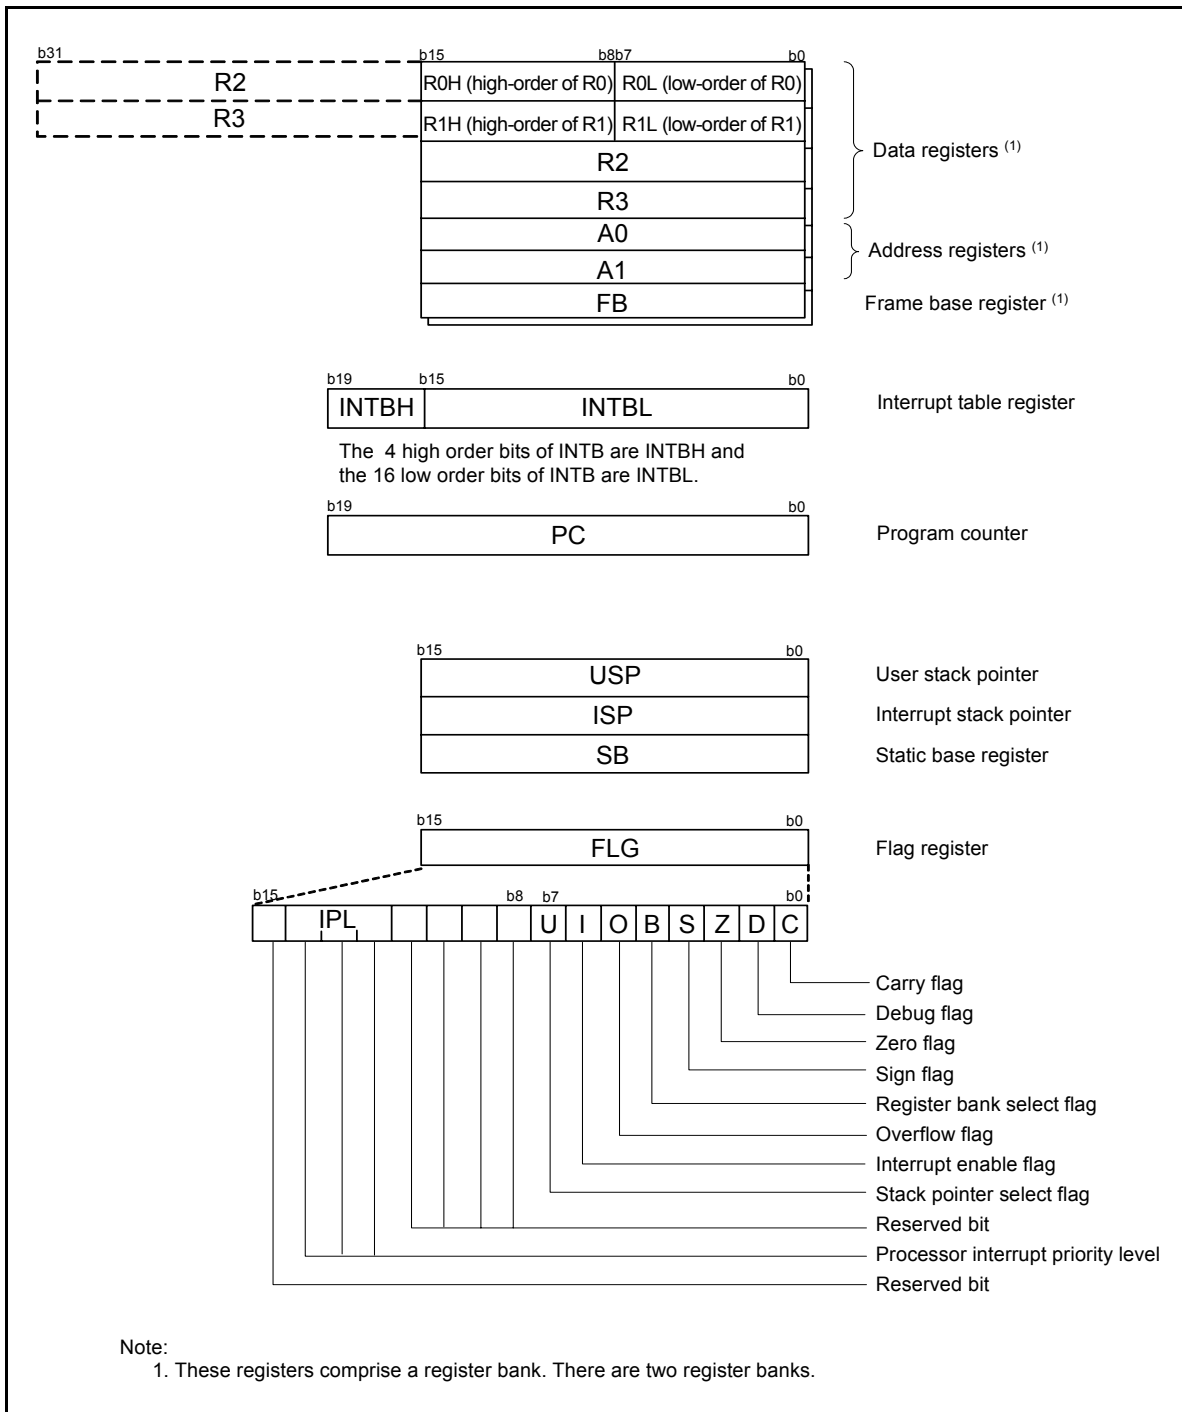 b31 b15 b8b7 b0
R2 R0H (high-order of R0) R0L (low-order of R0)
R3 R1H (high-order of R1) R1L (low-order of R1)
Data registers (1)
R2
R3
A0
Address registers (1)
A1
FB Frame base register (1)
b19 b15 b0
INTBH INTBL Interrupt table register
The 4 high order bits of INTB are INTBH and
the 16 low order bits of INTB are INTBL.
b19 b0
PC Program counter
b15 b0
USP User stack pointer
ISP Interrupt stack pointer
SB Static base register
b15 b0
FLG Flag register
b15 b8 b7 b0
IPL U I O B S Z D C
Carry flag
Debug flag
Zero flag
Sign flag
Register bank select flag
Overflow flag
Interrupt enable flag
Stack pointer select flag
Reserved bit
Processor interrupt priority level
Reserved bit
Note:
1. These registers comprise a register bank. There are two register banks.